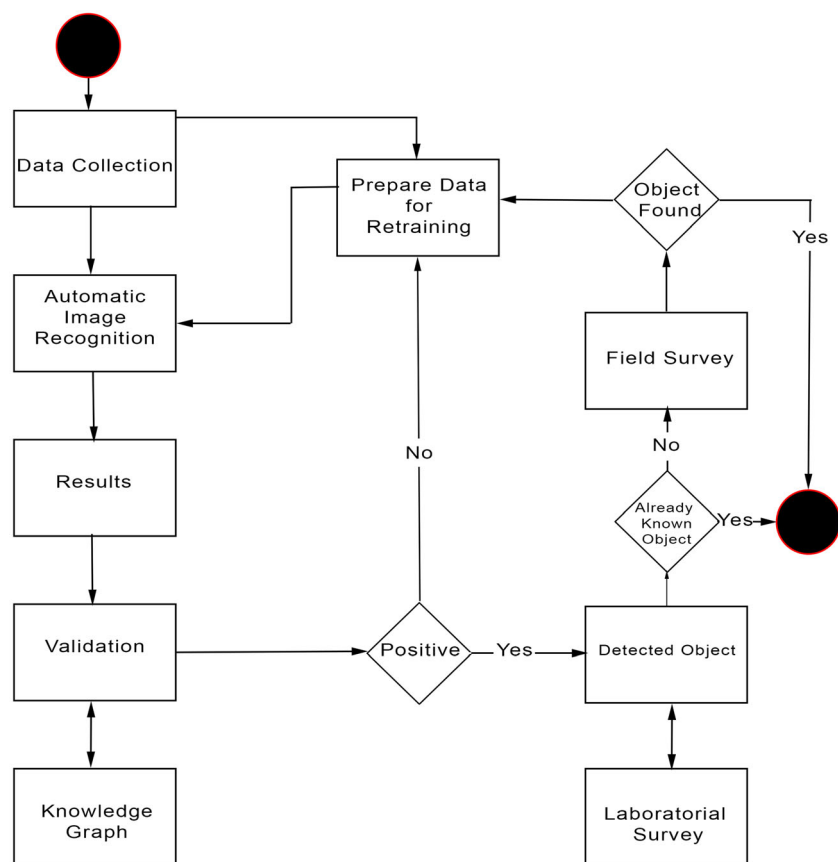 Data Collection
Prepare Data
for
Retraining
Object
Found
Yes
Automatic
Image
Recognition
Field Survey
No
No
Results
Already
Known
Object
Yes
Validation
Positive
Yes
Detected Object
Knowledge
Graph
Laboratorial
Survey